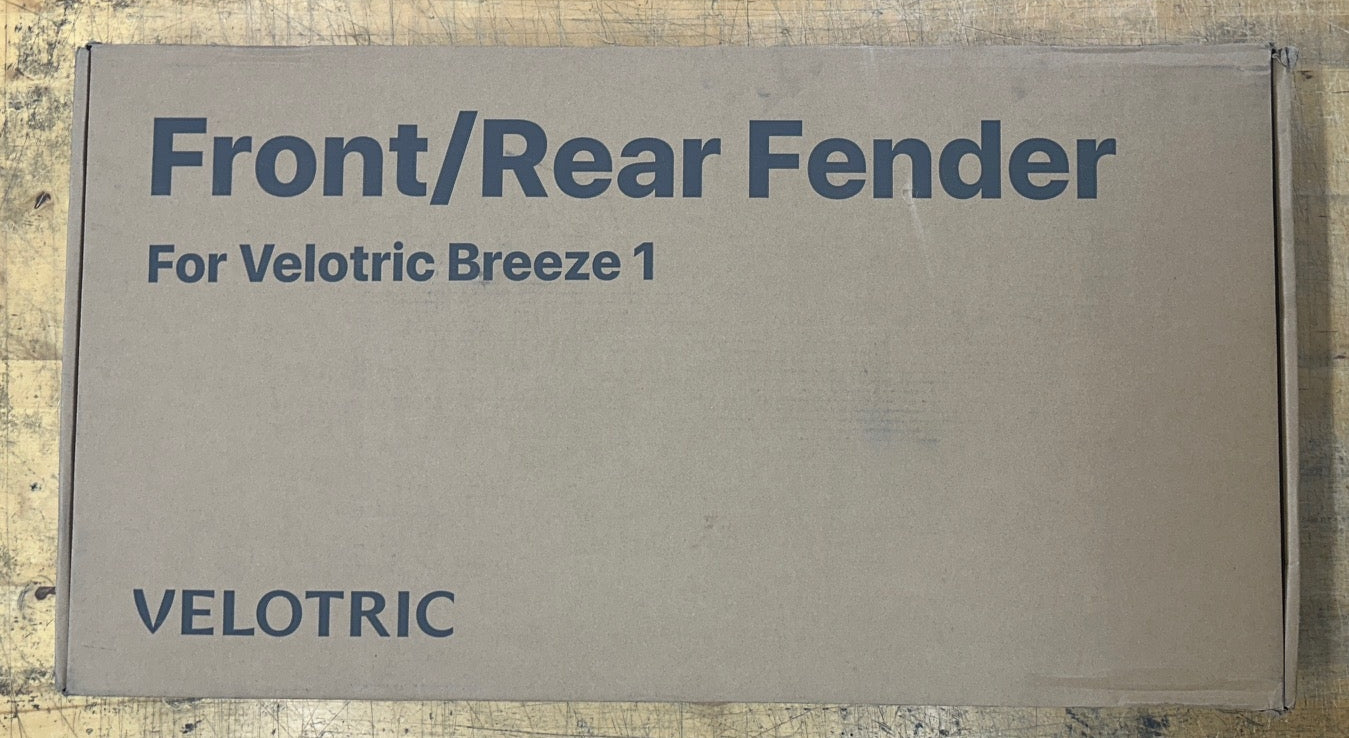 Front/Rear Fender
For Velotric Breeze 1
VELOTRIC